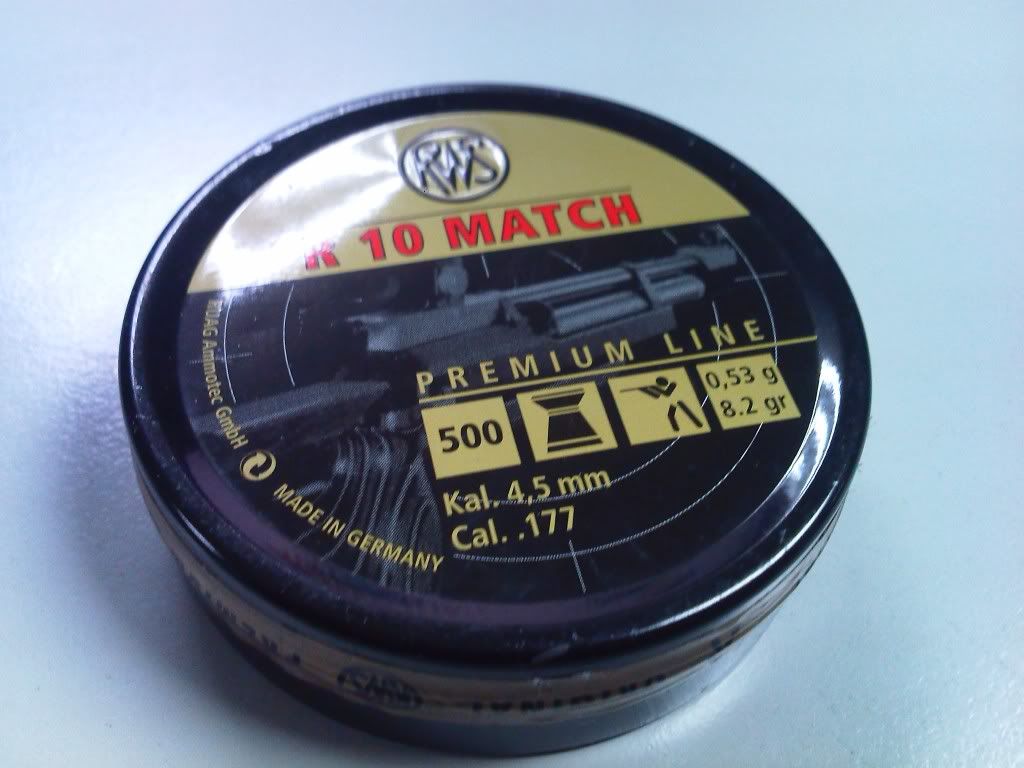 RWS
R 10 MATCH
PREMIUM LINE
500
0,53 g
8.2 gr
Kal. 4,5 mm
Cal. .177
RUAG Ammotec GmbH
MADE IN GERMANY